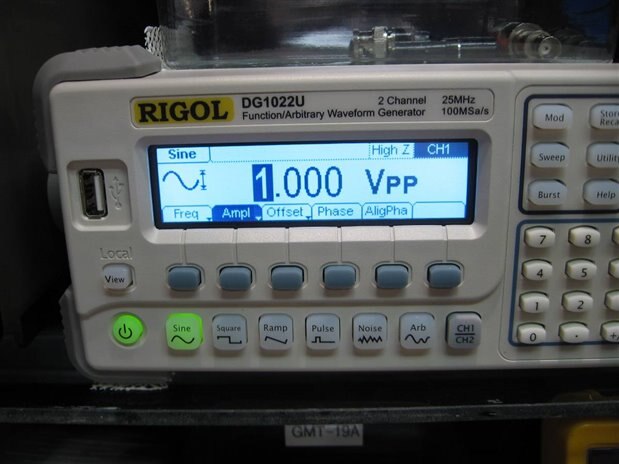 RIGOL DG1022U 2 Channel 25MHz
Function/Arbitrary Waveform Generator 100MSa/s
Sine High Z CH1
1.000 VPP
Freq Ampl Offset Phase AligPha
Local
View
Sine Square Ramp Pulse Noise Arb CH1
CH2
Mod
Sweep Utility
Burst Help
7 8
4 5
1 2
0 .
GMT-19A